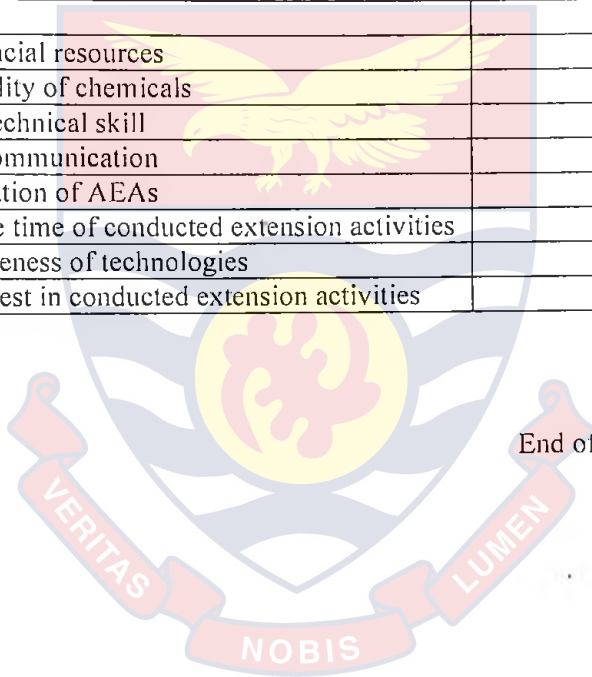 ncial resources
lity of chemicals
echnical skill
ommunication
ation of AEAs
e time of conducted extension activities
eness of technologies
est in conducted extension activities
End of
VERITAS
NOBIS
LUMEN